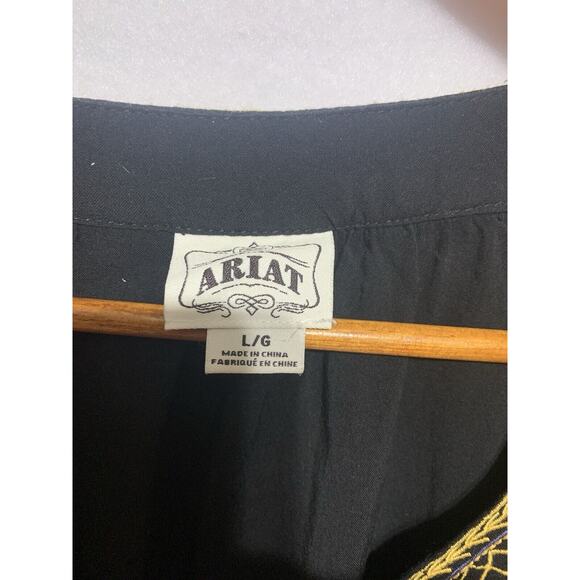 ARIAT
L/G
MADE IN CHINA
FABRIQUÉ EN CHINE